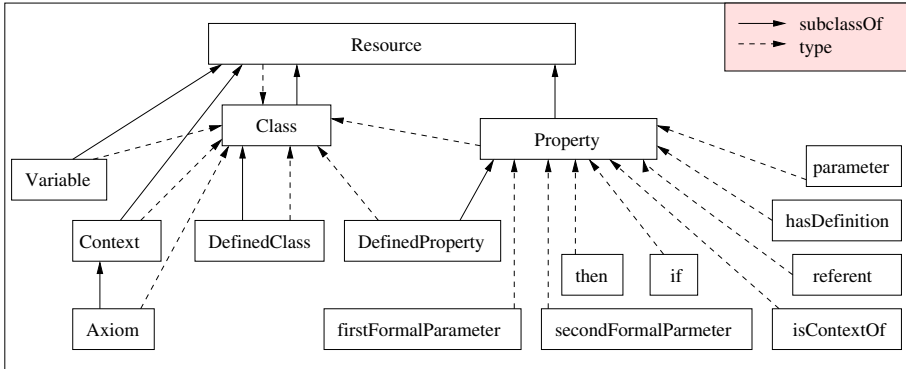 subclassOf
Resource
type
Class
Property
Variable
parameter
Context
DefinedClass
DefinedProperty
hasDefinition
then
if
referent
Axiom
firstFormalParameter
secondFormalParmeter
isContextOf